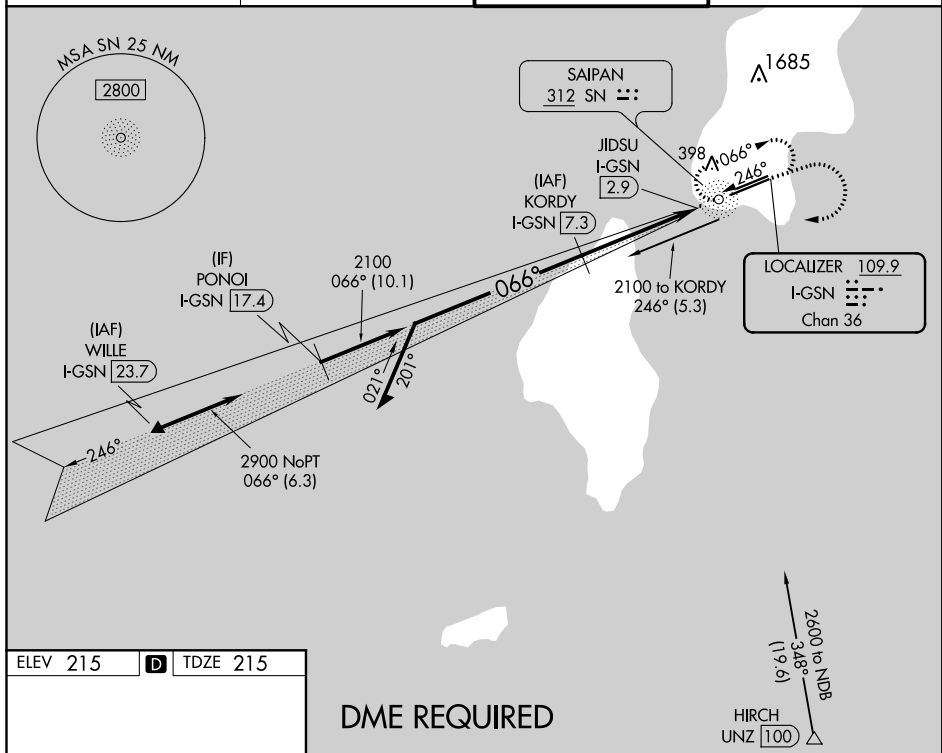 MSA SN 25 NM
2800
SAIPAN
312 SN
1685
JIDSU
I-GSN
2.9
398
066°
246°
(IAF)
KORDY
I-GSN 7.3
(IF)
PONOI
I-GSN 17.4
2100
066° (10.1)
066°
2100 to KORDY
246° (5.3)
LOCALIZER 109.9
I-GSN
Chan 36
(IAF)
WILLE
I-GSN 23.7
021°
201°
246°
2900 NoPT
066° (6.3)
2600 to NDB
348°
(19.6)
HIRCH
UNZ 100
ELEV 215 D TDZE 215
DME REQUIRED